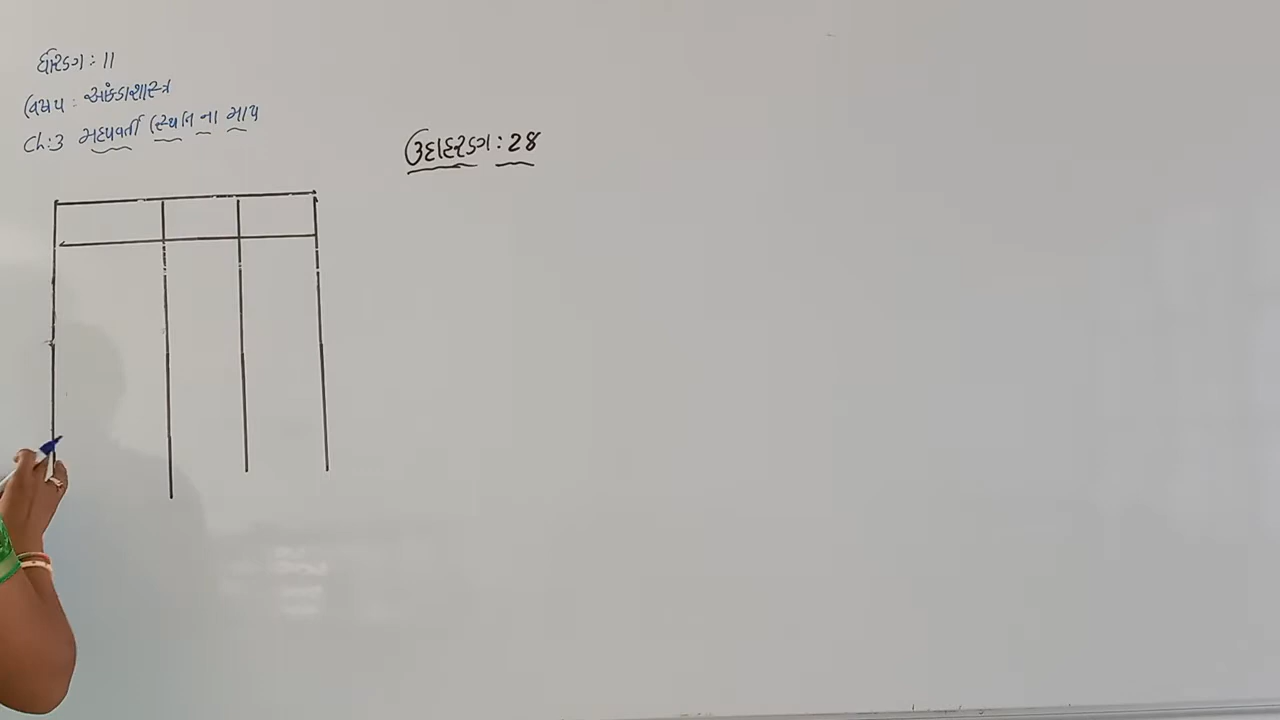 ધોરણ : 11
વિષય : આંકડાશાસ્ત્ર
Ch:3 મધ્યવર્તી સ્થિતિ ના માપ
ઉદાહરણ : 28